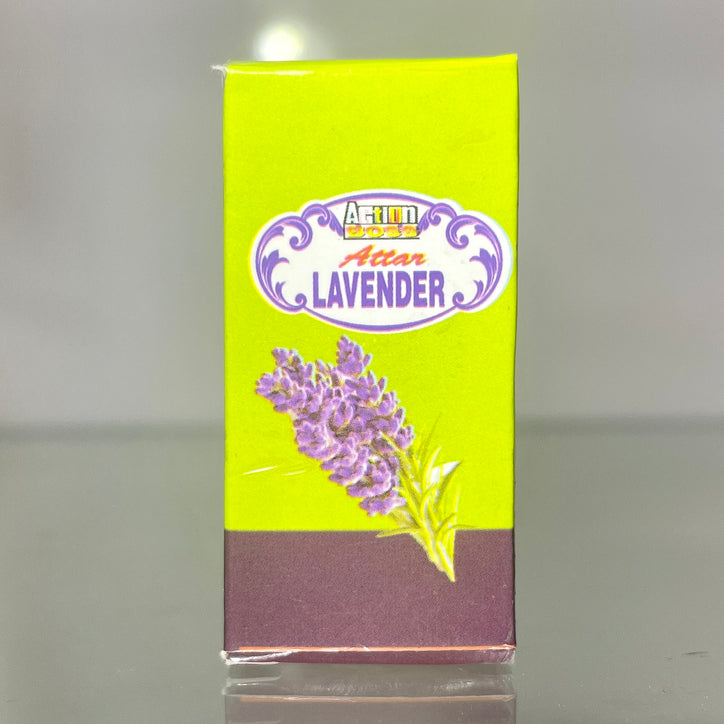 Action
BOSS
Attar
LAVENDER